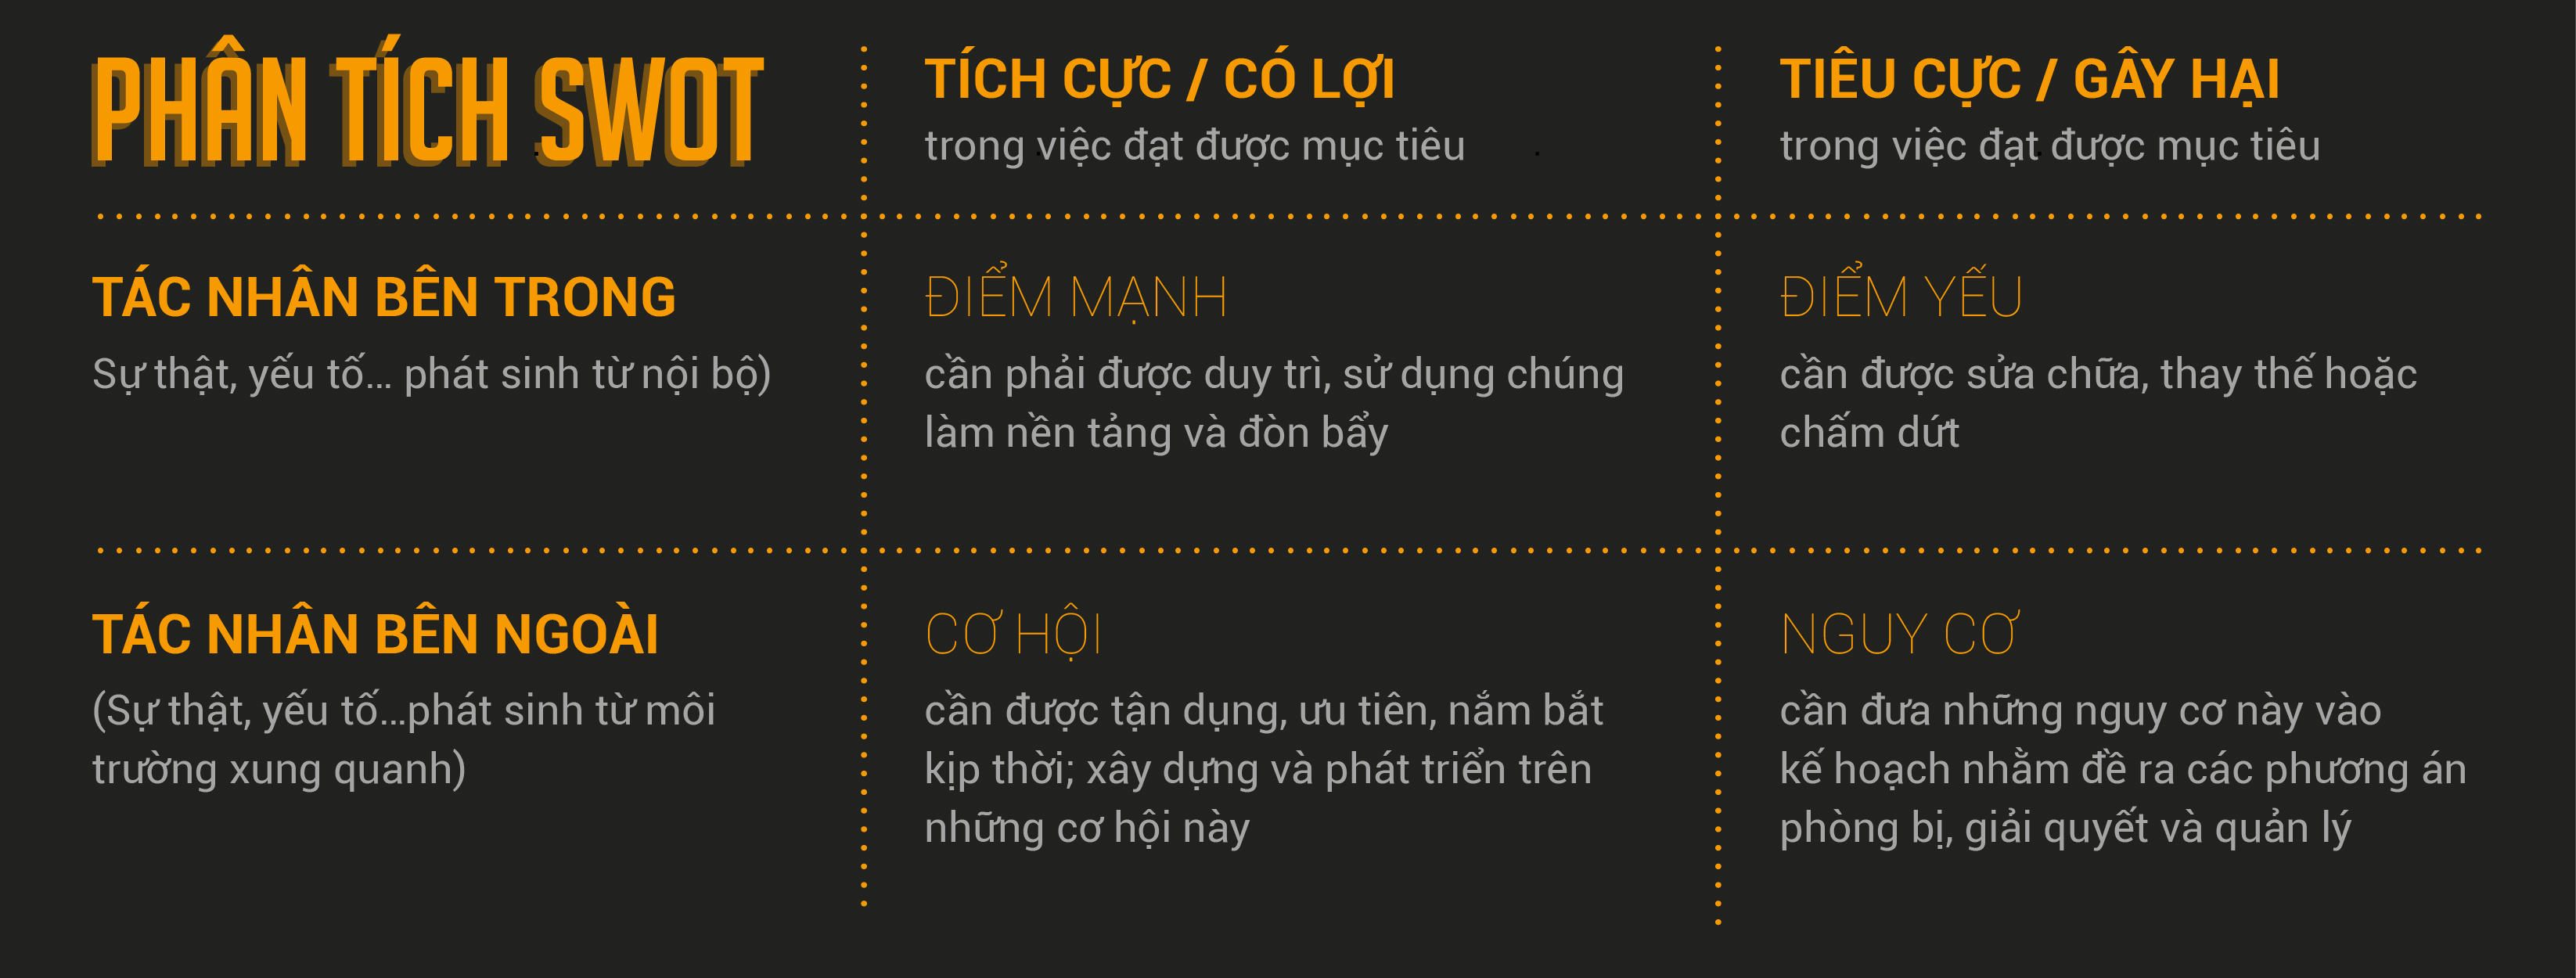 PHÂN TÍCH SWOT
TÍCH CỰC / CÓ LỢI
trong việc đạt được mục tiêu
TIÊU CỰC / GÂY HẠI
trong việc đạt được mục tiêu
TÁC NHÂN BÊN TRONG
Sự thật, yếu tố... phát sinh từ nội bộ)
ĐIỂM MẠNH
cần phải được duy trì, sử dụng chúng
làm nền tảng và đòn bẩy
ĐIỂM YẾU
cần được sửa chữa, thay thế hoặc
chấm dứt
TÁC NHÂN BÊN NGOÀI
(Sự thật, yếu tố...phát sinh từ môi
trường xung quanh)
CƠ HỘI
cần được tận dụng, ưu tiên, nắm bắt
kịp thời; xây dựng và phát triển trên
những cơ hội này
NGUY CƠ
cần đưa những nguy cơ này vào
kế hoạch nhằm đề ra các phương án
phòng bị, giải quyết và quản lý